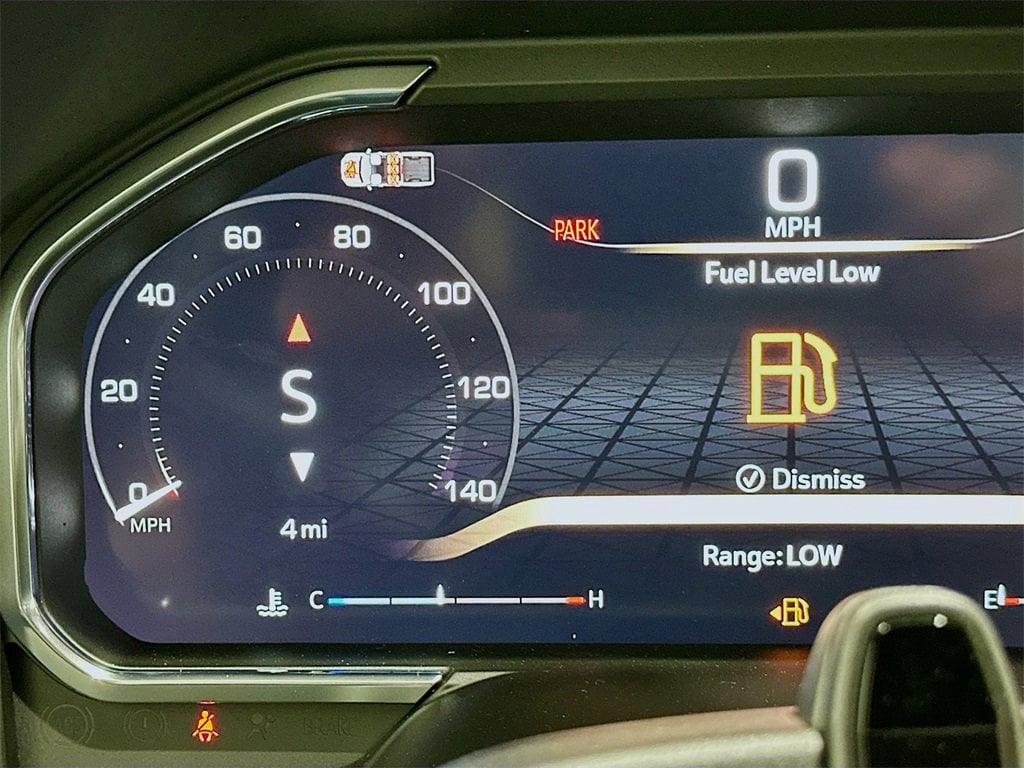 0
MPH
PARK
Fuel Level Low
60 80
40 100
20 S 120
0 140
MPH
Dismiss
4 mi
Range: LOW
C H
E
BRAKE